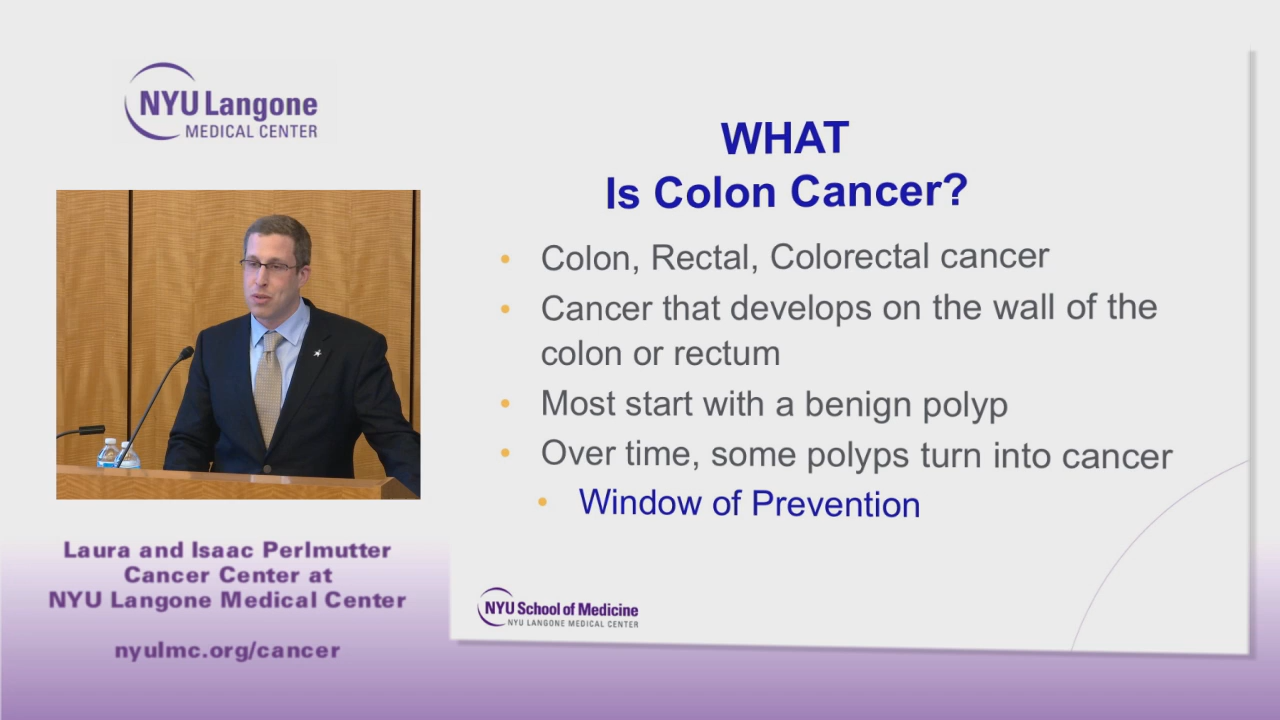 NYU Langone
MEDICAL CENTER
WHAT
Is Colon Cancer?
• Colon, Rectal, Colorectal cancer
• Cancer that develops on the wall of the
colon or rectum
• Most start with a benign polyp
• Over time, some polyps turn into cancer
• Window of Prevention
Laura and Isaac Perlmutter
Cancer Center at
NYU Langone Medical Center
nyulmc.org/cancer
NYU School of Medicine
NYU LANGONE MEDICAL CENTER